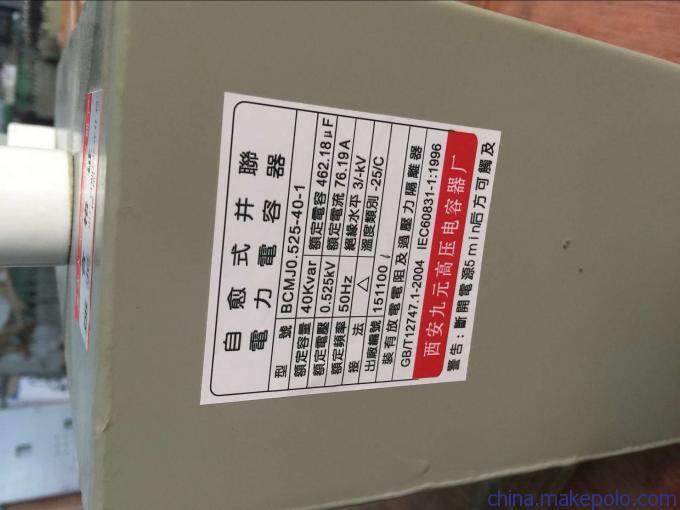 自愈式并聯
電力電容器
型 號 BCMJ0.525-40-1
額定容量 40Kvar 額定電容 462.18μF
額定電壓 0.525kV 額定電流 76.19A
額定頻率 50Hz 絕緣水平 3/-kV
接 法 △ 溫度類別 -25/C
出厰編號 151100
裝有放電電阻及過壓力隔離器
GB/T12747.1-2004 IEC60831-1:1996
西安九元高压电容器厂
警告:斷開電源5min后方可觸及
china.makepolo.com